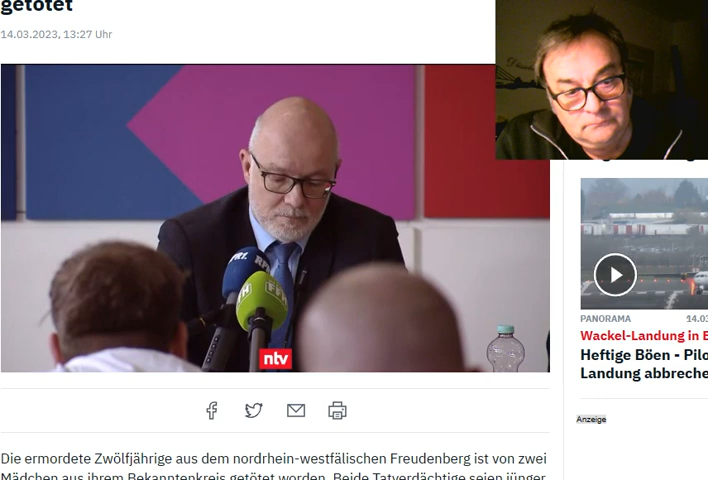 getötet
14.03.2023, 13:27 Uhr
ntv
PANORAMA
14.03
Wackel-Landung in B
Heftige Böen - Pilo
Landung abbreche
Anzeige
Die ermordete Zwölfjährige aus dem nordrhein-westfälischen Freudenberg ist von zwei
Mädchen aus ihrem Bekanntenkreis getötet worden. Beide Tatverdächtige seien jünger